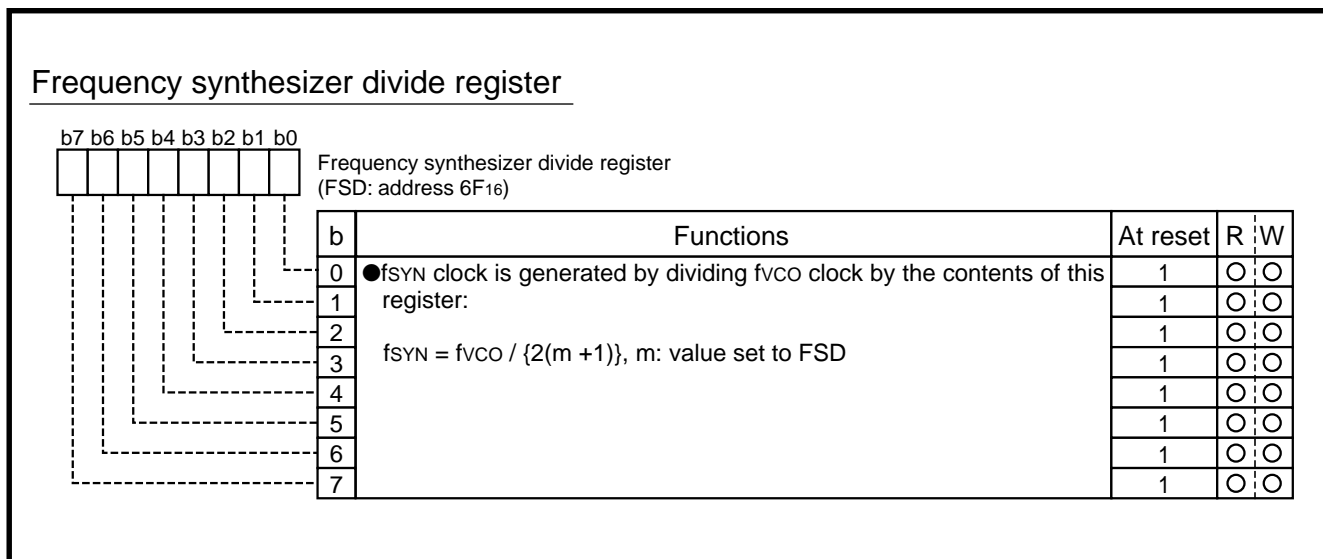 Frequency synthesizer divide register
b7 b6 b5 b4 b3 b2 b1 b0
Frequency synthesizer divide register
(FSD: address 6F16)
b Functions At reset R W
0 ●fSYN clock is generated by dividing fVCO clock by the contents of this 1 O O
1 register: 1 O O
2 1 O O
3 fSYN = fVCO / {2(m +1)}, m: value set to FSD 1 O O
4 1 O O
5 1 O O
6 1 O O
7 1 O O